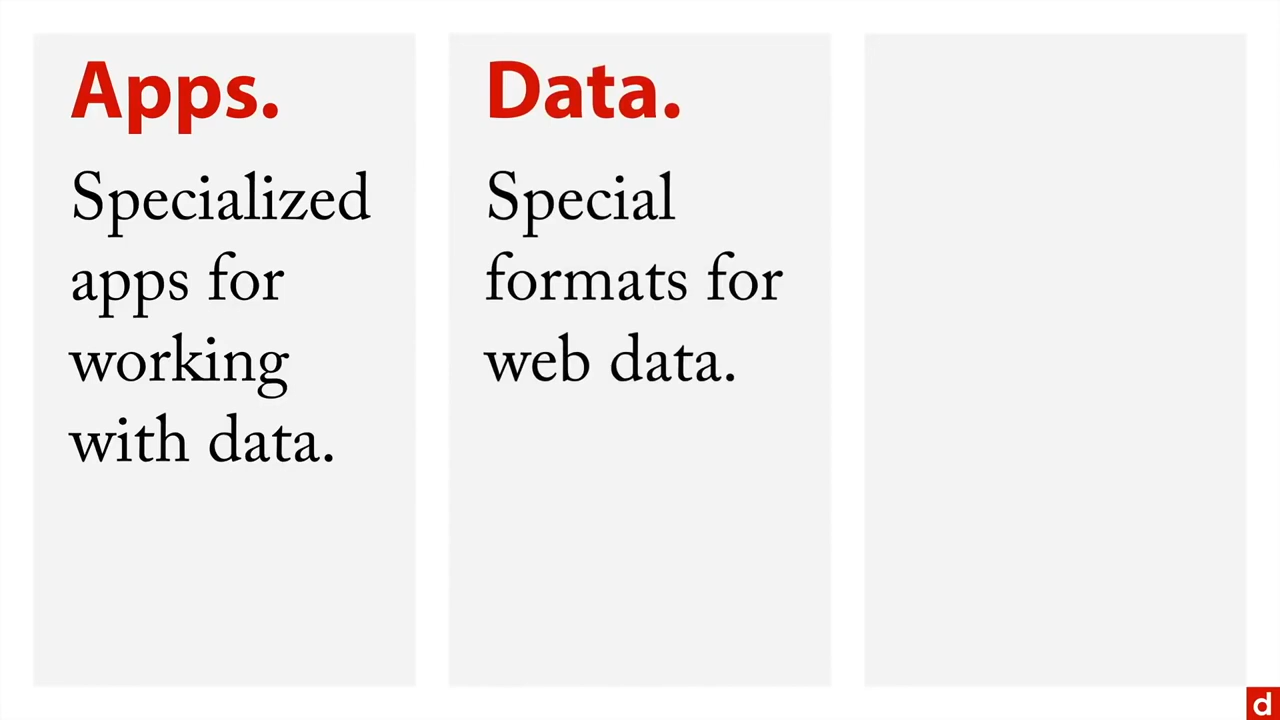 Apps.
Specialized
apps for
working
with data.
Data.
Special
formats for
web data.
d